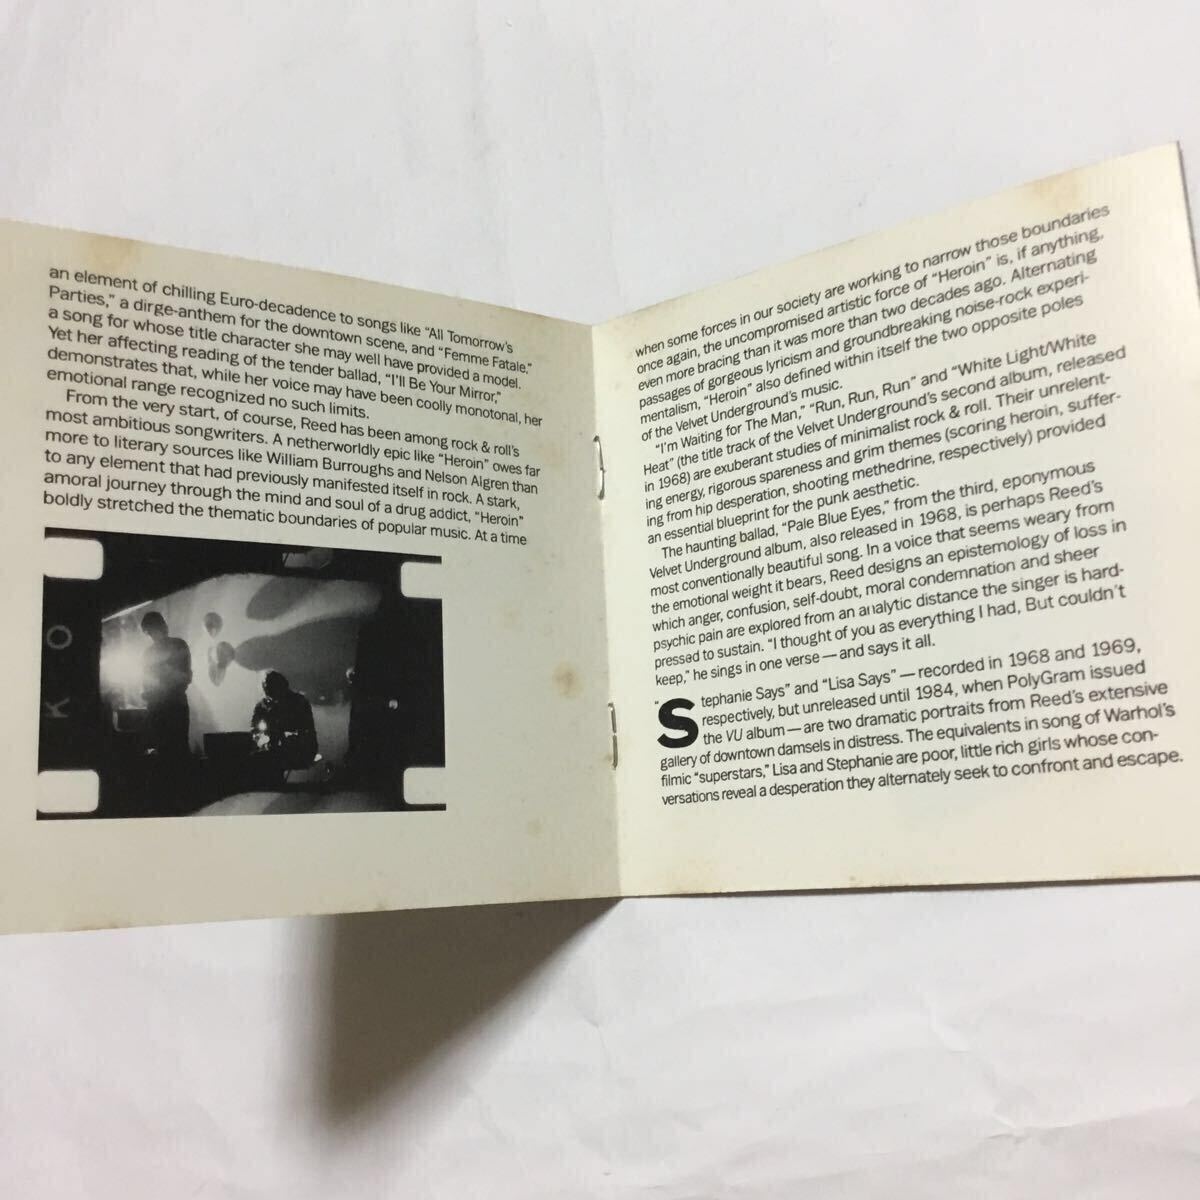 an element of chilling Euro-decadence to songs like “All Tomorrow's
Parties,” a dirge-anthem for the downtown scene, and “Femme Fatale,”
a song for whose title character she may well have provided a model.
Yet her affecting reading of the tender ballad, “I'll Be Your Mirror,”
demonstrates that, while her voice may have been coolly monotonal, her
emotional range recognized no such limits.
From the very start, of course, Reed has been among rock & roll's
most ambitious songwriters. A netherworldly epic like “Heroin” owes far
more to literary sources like William Burroughs and Nelson Algren than
to any element that had previously manifested itself in rock. A stark,
amoral journey through the mind and soul of a drug addict, “Heroin”
boldly stretched the thematic boundaries of popular music. At a time
K O
when some forces in our society are working to narrow those boundaries
once again, the uncompromised artistic force of “Heroin” is, if anything,
even more bracing than it was more than two decades ago. Alternating
passages of gorgeous lyricism and groundbreaking noise-rock experi-
mentalism, “Heroin” also defined within itself the two opposite poles
of the Velvet Underground's music.
“I'm Waiting for The Man,” “Run, Run, Run” and “White Light/White
Heat” (the title track of the Velvet Underground's second album, released
in 1968) are exuberant studies of minimalist rock & roll. Their unrelent-
ing energy, rigorous spareness and grim themes (scoring heroin, suffer-
ing from hip desperation, shooting methedrine, respectively) provided
an essential blueprint for the punk aesthetic.
The haunting ballad, “Pale Blue Eyes,” from the third, eponymous
Velvet Underground album, also released in 1968, is perhaps Reed's
most conventionally beautiful song. In a voice that seems weary from
the emotional weight it bears, Reed designs an epistemology of loss in
which anger, confusion, self-doubt, moral condemnation and sheer
psychic pain are explored from an analytic distance the singer is hard-
pressed to sustain. “I thought of you as everything I had, But couldn't
keep,” he sings in one verse — and says it all.
“Stephanie Says” and “Lisa Says” — recorded in 1968 and 1969,
respectively, but unreleased until 1984, when PolyGram issued
the VU album — are two dramatic portraits from Reed's extensive
gallery of downtown damsels in distress. The equivalents in song of Warhol's
filmic “superstars,” Lisa and Stephanie are poor, little rich girls whose con-
versations reveal a desperation they alternately seek to confront and escape.